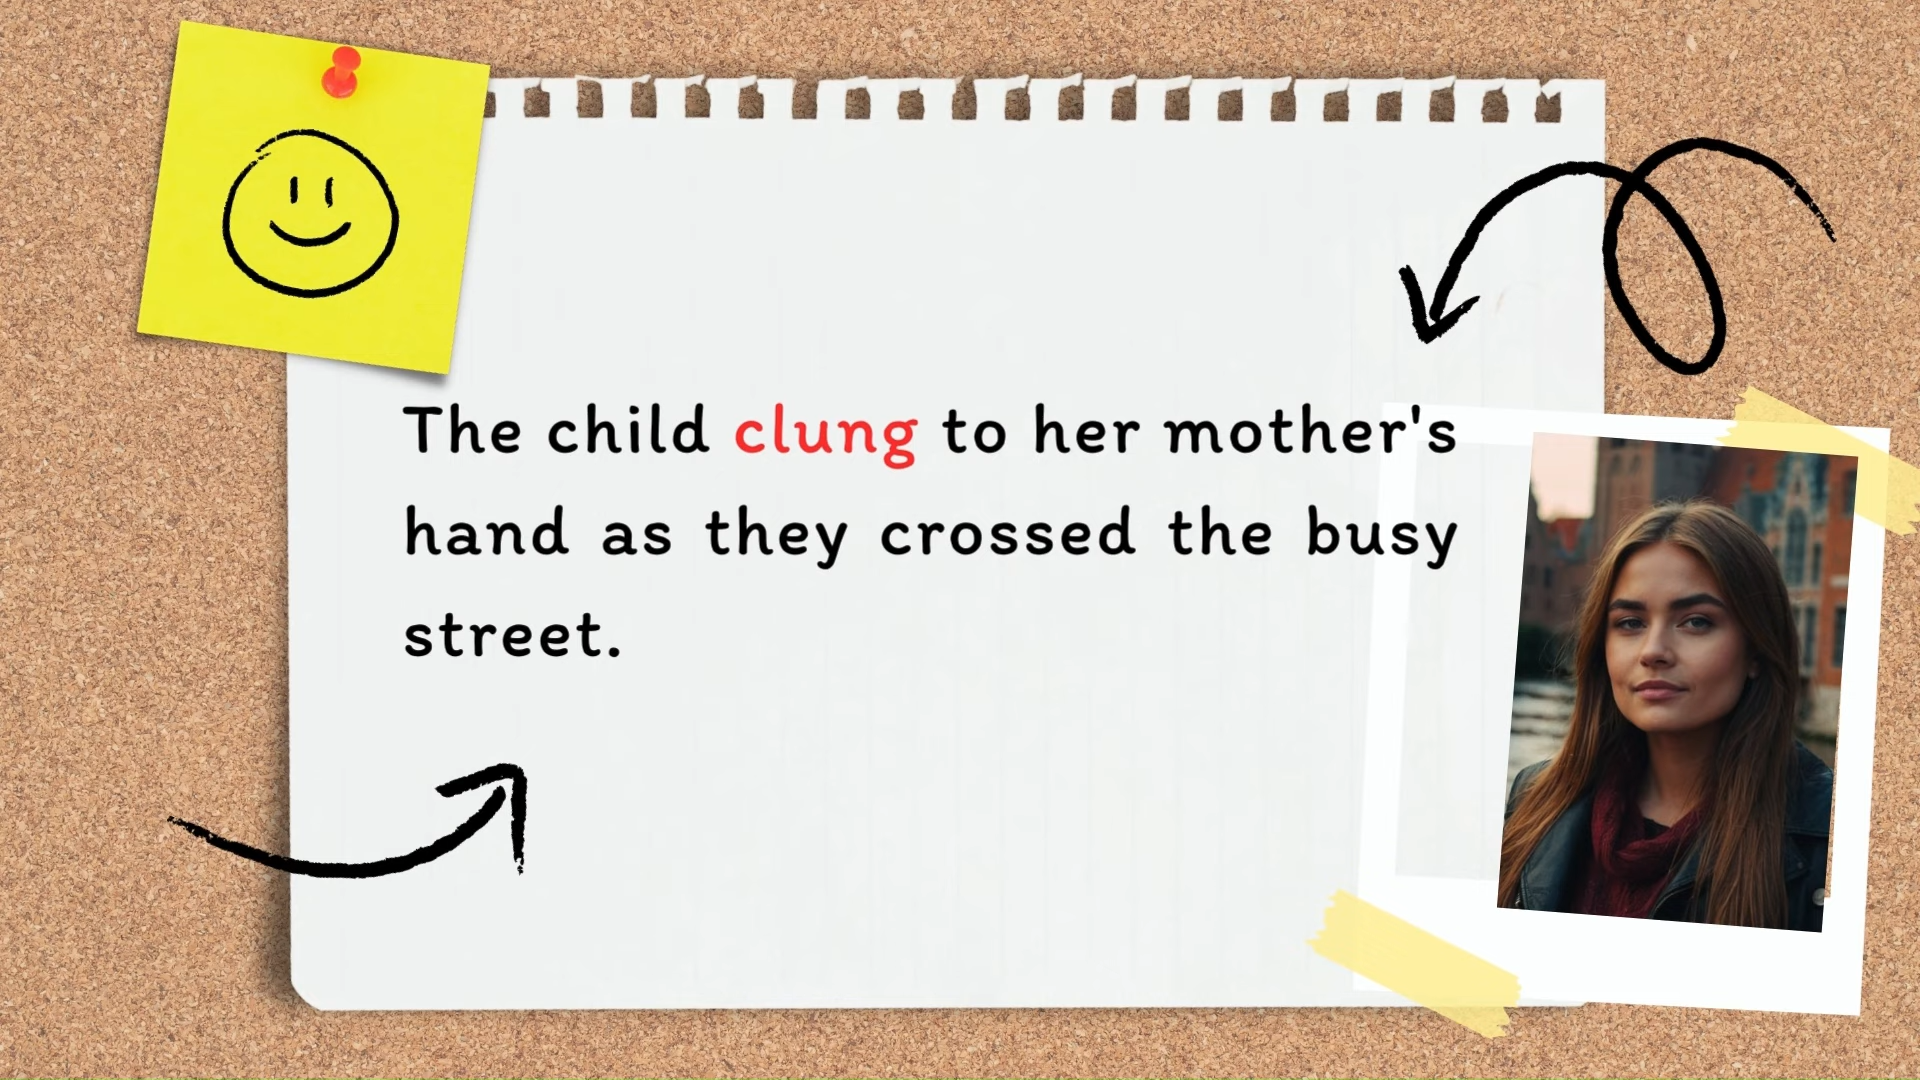 The child clung to her mother's
hand as they crossed the busy
street.